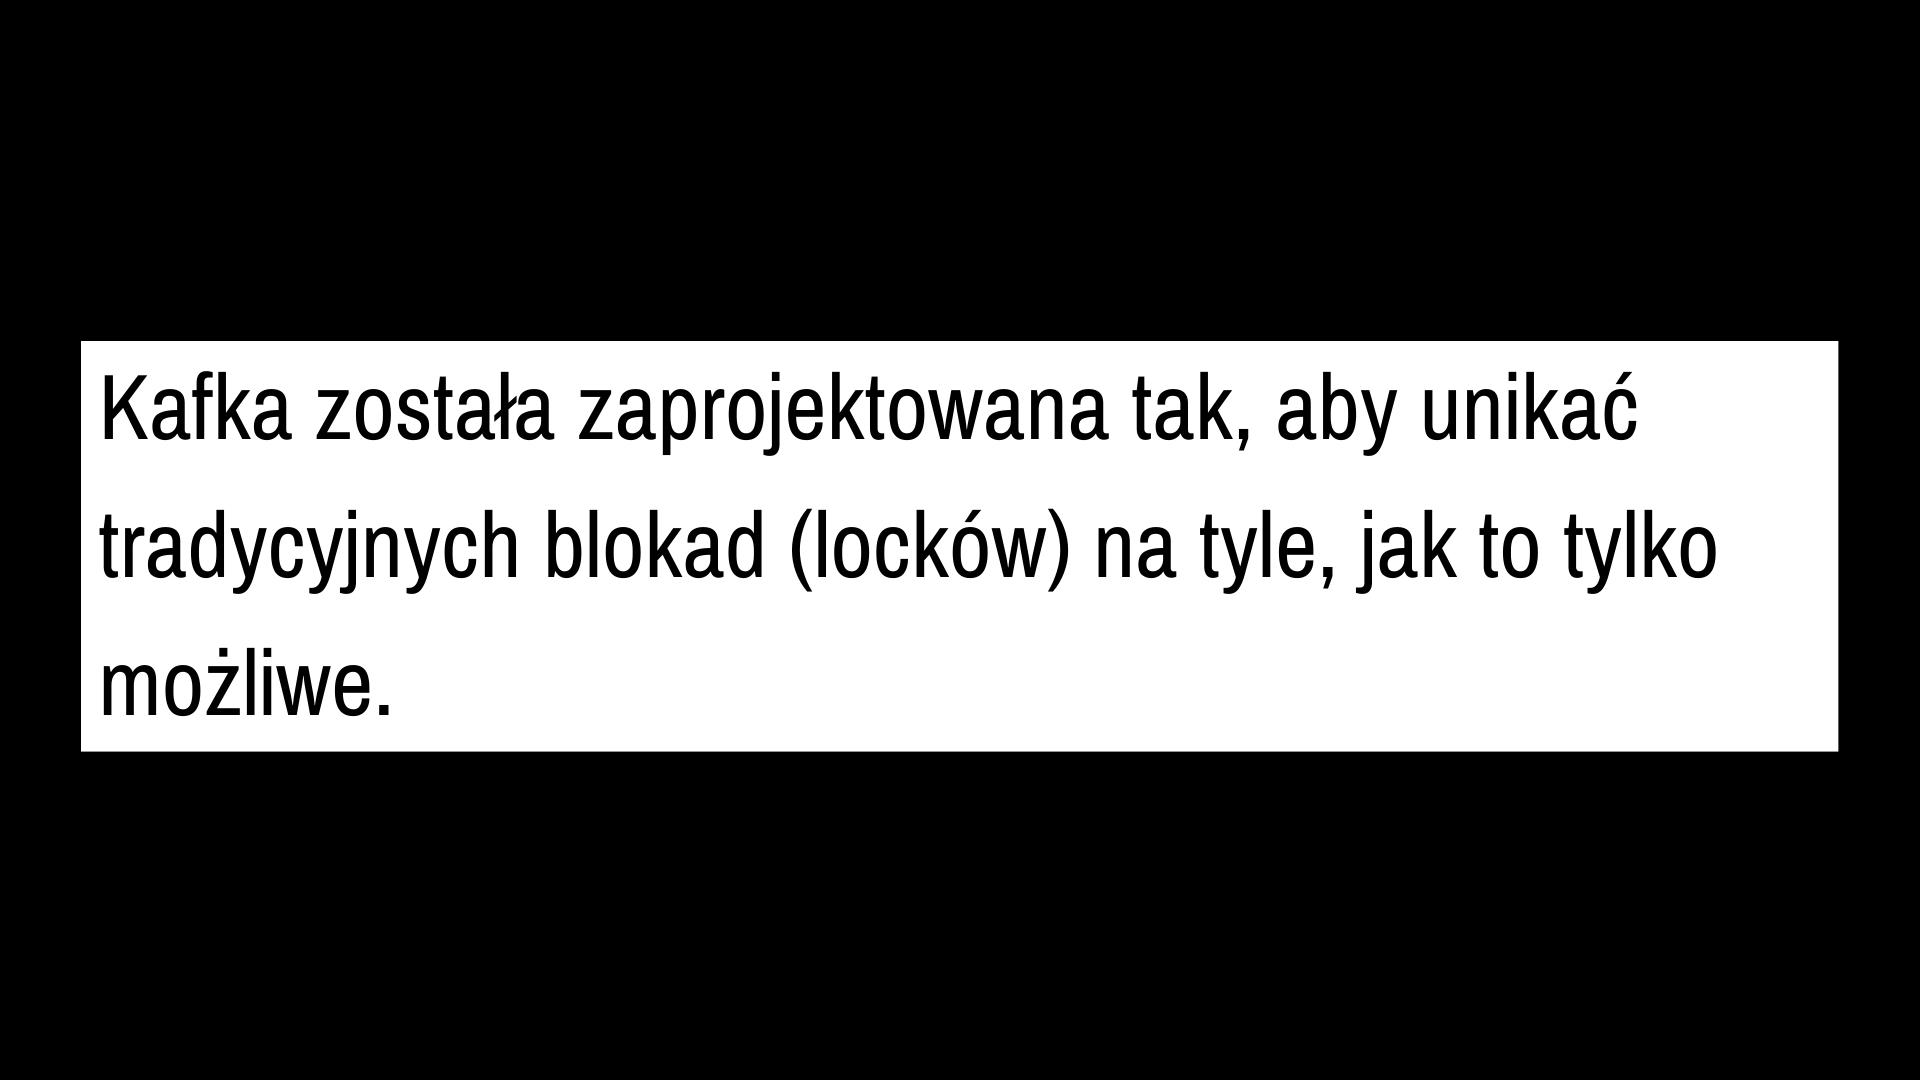 Kafka została zaprojektowana tak, aby unikać
tradycyjnych blokad (locków) na tyle, jak to tylko
możliwe.